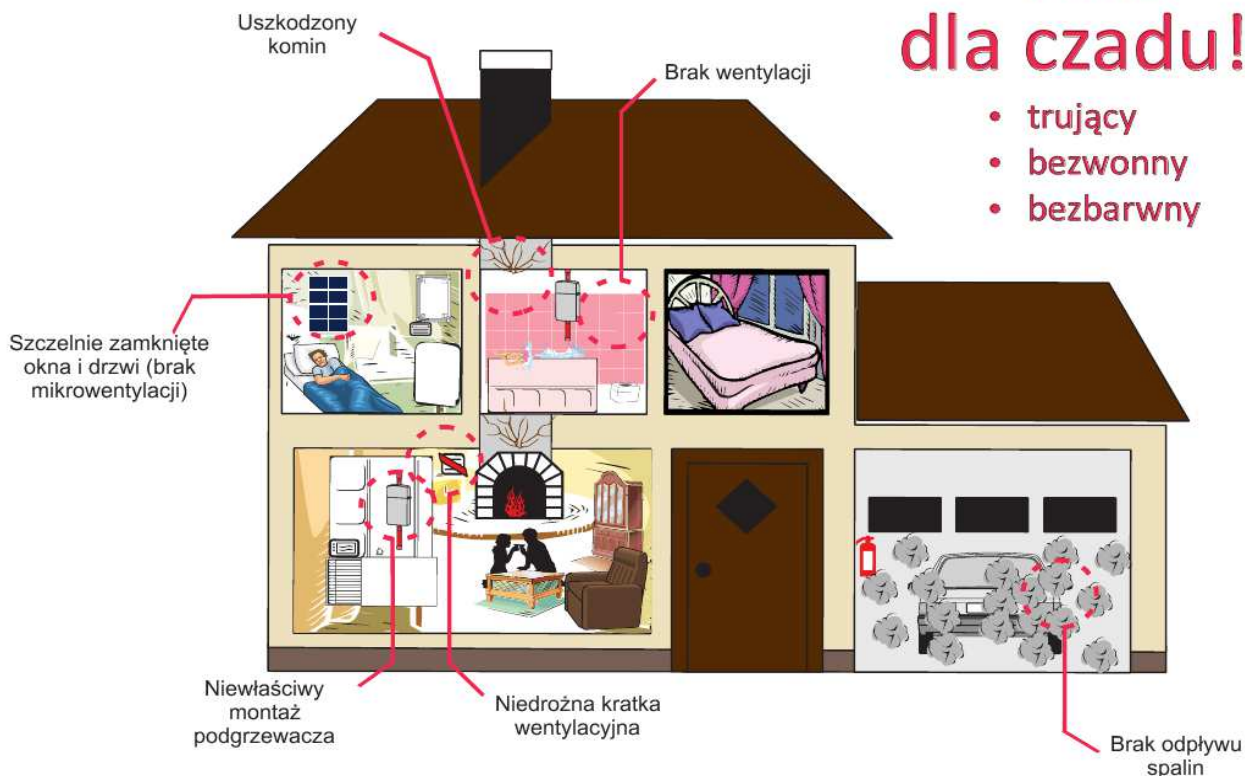 dla czadu!
• trujący
• bezwonny
• bezbarwny
Uszkodzony
komin
Brak wentylacji
Szczelnie zamknięte
okna i drzwi (brak
mikrowentylacji)
Niewłaściwy
montaż
podgrzewacza
Niedrożna kratka
wentylacyjna
Brak odpływu
spalin